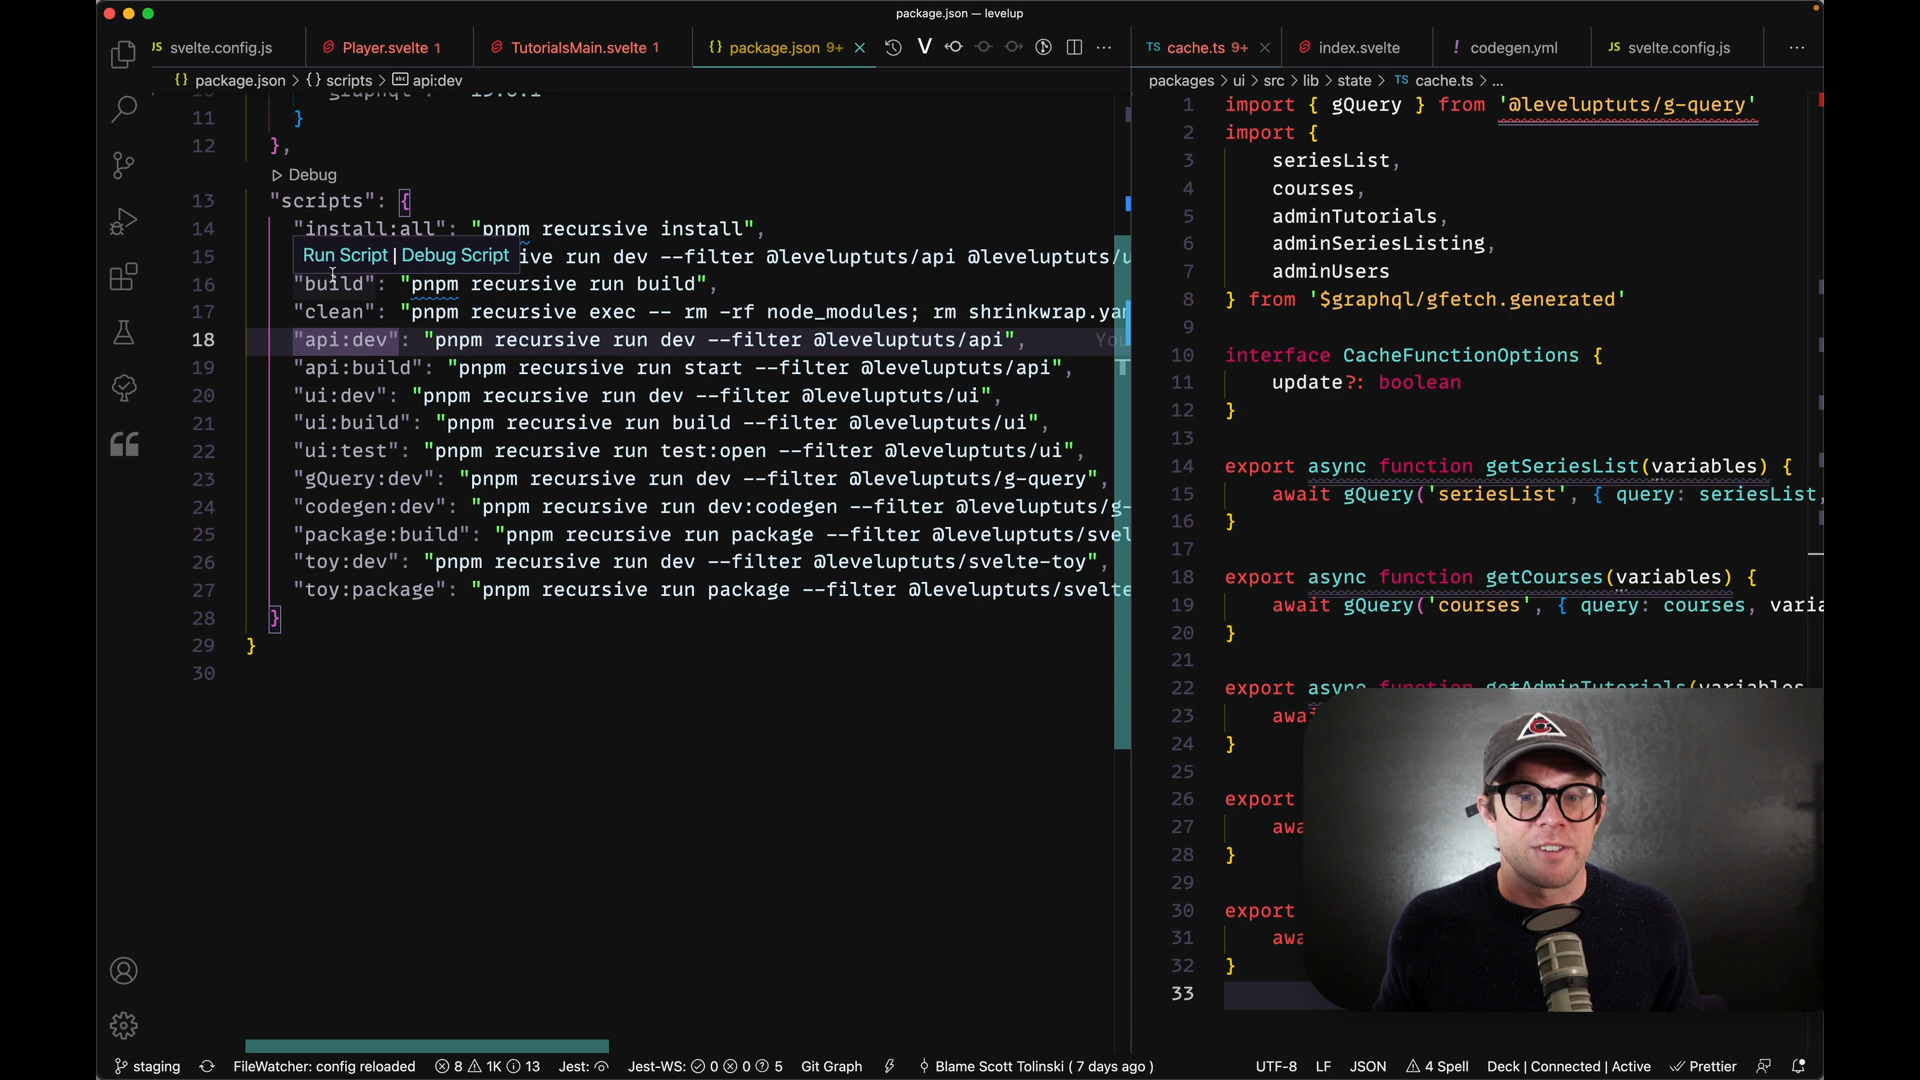 package.json — levelup
JS svelte.config.js
Player.svelte 1
TutorialsMain.svelte 1
{} package.json 9+
TS cache.ts 9+
index.svelte
! codegen.yml
JS svelte.config.js
{} package.json > {} scripts > abc api:dev
packages > ui > src > lib > state > TS cache.ts > ...
11 }
12 },
Debug
13 "scripts": {
14 "install:all": "pnpm recursive install",
Run Script | Debug Script
15 ive run dev --filter @leveluptuts/api @leveluptuts/u
16 "build": "pnpm recursive run build",
17 "clean": "pnpm recursive exec -- rm -rf node_modules; rm shrinkwrap.yam
18 "api:dev": "pnpm recursive run dev --filter @leveluptuts/api", You
19 "api:build": "pnpm recursive run start --filter @leveluptuts/api",
20 "ui:dev": "pnpm recursive run dev --filter @leveluptuts/ui",
21 "ui:build": "pnpm recursive run build --filter @leveluptuts/ui",
22 "ui:test": "pnpm recursive run test:open --filter @leveluptuts/ui",
23 "gQuery:dev": "pnpm recursive run dev --filter @leveluptuts/g-query",
24 "codegen:dev": "pnpm recursive run dev:codegen --filter @leveluptuts/g-
25 "package:build": "pnpm recursive run package --filter @leveluptuts/svel
26 "toy:dev": "pnpm recursive run dev --filter @leveluptuts/svelte-toy",
27 "toy:package": "pnpm recursive run package --filter @leveluptuts/svelte
28 }
29 }
30
1 import { gQuery } from '@leveluptuts/g-query'
2 import {
3 seriesList,
4 courses,
5 adminTutorials,
6 adminSeriesListing,
7 adminUsers
8 } from '$graphql/gfetch.generated'
9
10 interface CacheFunctionOptions {
11 update?: boolean
12 }
13
14 export async function getSeriesList(variables) {
15 await gQuery('seriesList', { query: seriesList,
16 }
17
18 export async function getCourses(variables) {
19 await gQuery('courses', { query: courses, varia
20 }
21
22 export async function getAdminTutorials(variables
23 awai
24 }
25
26 export
27 awa
28 }
29
30 export
31 awa
32 }
33
staging
FileWatcher: config reloaded
8 1K 13
Jest:
Jest-WS: 0 0 5
Git Graph
Blame Scott Tolinski ( 7 days ago )
UTF-8
LF
JSON
4 Spell
Deck | Connected | Active
Prettier